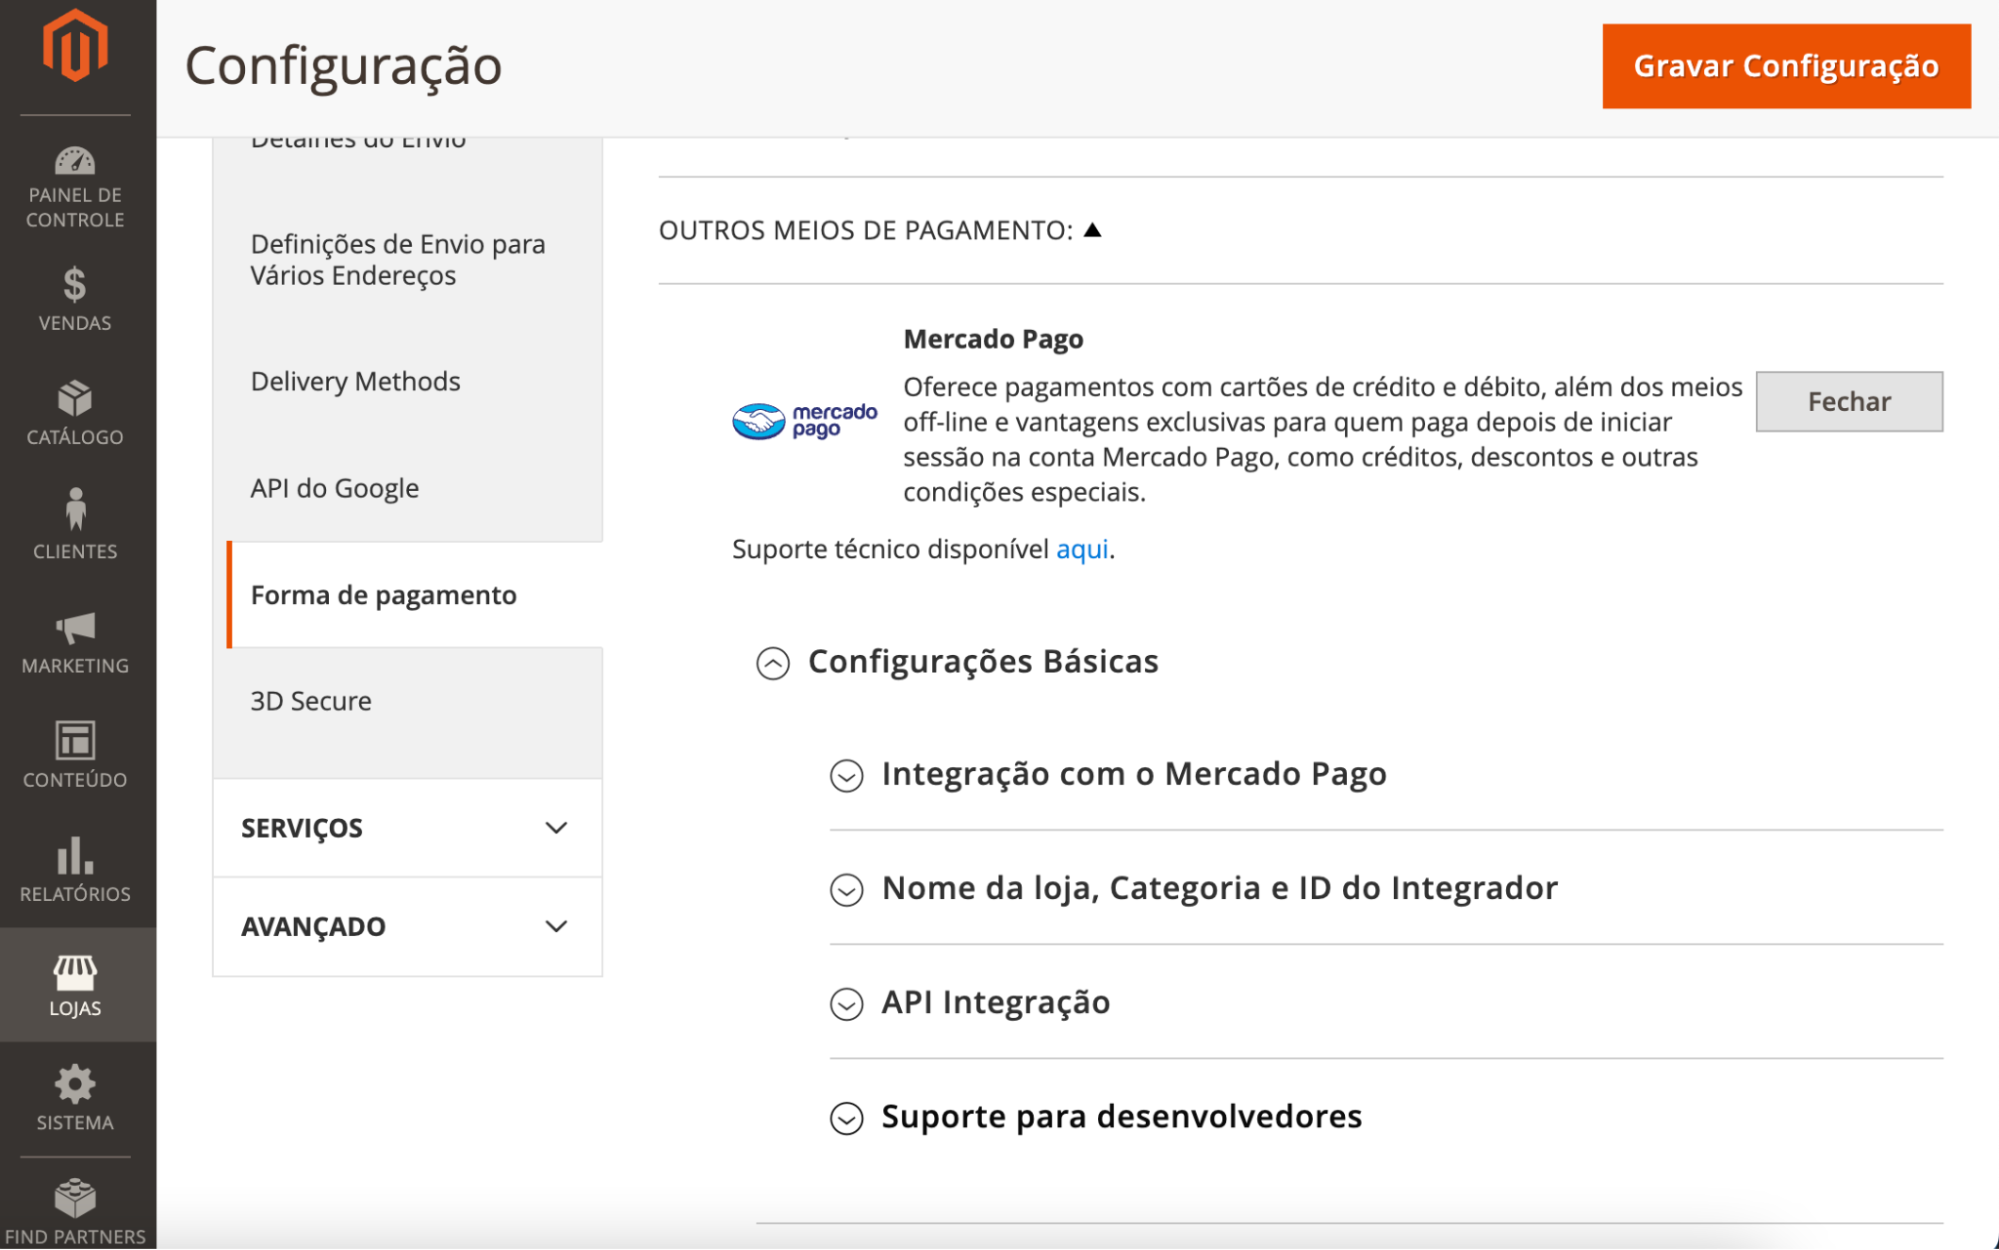 Configuração
Gravar Configuração
PAINEL DE
CONTROLE
VENDAS
CATÁLOGO
CLIENTES
MARKETING
CONTEÚDO
RELATÓRIOS
LOJAS
SISTEMA
FIND PARTNERS
Detalhes do Envio
Definições de Envio para
Vários Endereços
Delivery Methods
API do Google
Forma de pagamento
3D Secure
SERVIÇOS
AVANÇADO
OUTROS MEIOS DE PAGAMENTO:
mercado
pago
Mercado Pago
Oferece pagamentos com cartões de crédito e débito, além dos meios
off-line e vantagens exclusivas para quem paga depois de iniciar
sessão na conta Mercado Pago, como créditos, descontos e outras
condições especiais.
Fechar
Suporte técnico disponível aqui.
Configurações Básicas
Integração com o Mercado Pago
Nome da loja, Categoria e ID do Integrador
API Integração
Suporte para desenvolvedores